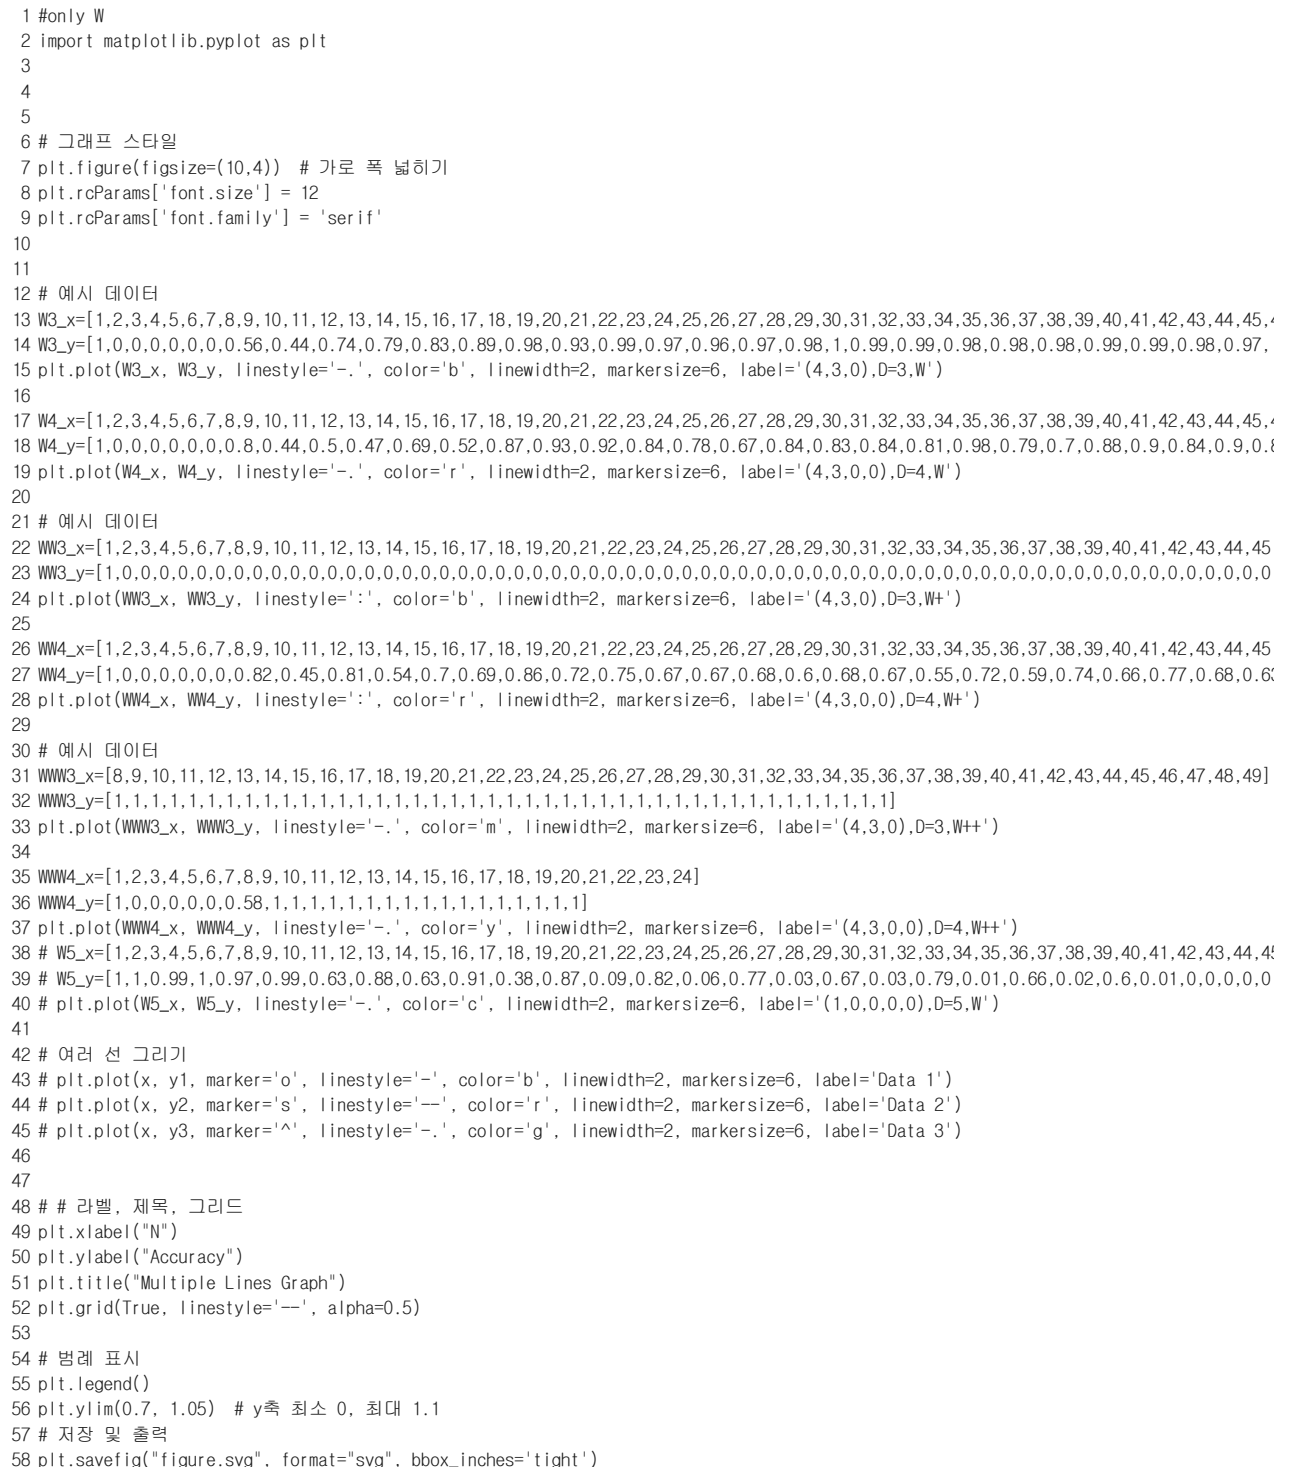 1 #only W
2 import matplotlib.pyplot as plt
3
4
5
6 # 그래프 스타일
7 plt.figure(figsize=(10,4))  # 가로 폭 넓히기
8 plt.rcParams['font.size'] = 12
9 plt.rcParams['font.family'] = 'serif'
10
11
12 # 예시 데이터
13 W3_x=[1,2,3,4,5,6,7,8,9,10,11,12,13,14,15,16,17,18,19,20,21,22,23,24,25,26,27,28,29,30,31,32,33,34,35,36,37,38,39,40,41,42,43,44,45,
14 W3_y=[1,0,0,0,0,0,0,0.56,0.44,0.74,0.79,0.83,0.89,0.98,0.93,0.99,0.97,0.96,0.97,0.98,1,0.99,0.99,0.98,0.98,0.98,0.99,0.99,0.98,0.97,
15 plt.plot(W3_x, W3_y, linestyle='-.', color='b', linewidth=2, markersize=6, label='(4,3,0),D=3,W')
16
17 W4_x=[1,2,3,4,5,6,7,8,9,10,11,12,13,14,15,16,17,18,19,20,21,22,23,24,25,26,27,28,29,30,31,32,33,34,35,36,37,38,39,40,41,42,43,44,45,
18 W4_y=[1,0,0,0,0,0,0,0.8,0.44,0.5,0.47,0.69,0.52,0.87,0.93,0.92,0.84,0.78,0.67,0.84,0.83,0.84,0.81,0.98,0.79,0.7,0.88,0.9,0.84,0.9,0.
19 plt.plot(W4_x, W4_y, linestyle='-.', color='r', linewidth=2, markersize=6, label='(4,3,0,0),D=4,W')
20
21 # 예시 데이터
22 WW3_x=[1,2,3,4,5,6,7,8,9,10,11,12,13,14,15,16,17,18,19,20,21,22,23,24,25,26,27,28,29,30,31,32,33,34,35,36,37,38,39,40,41,42,43,44,45
23 WW3_y=[1,0,0,0,0,0,0,0,0,0,0,0,0,0,0,0,0,0,0,0,0,0,0,0,0,0,0,0,0,0,0,0,0,0,0,0,0,0,0,0,0,0,0,0,0,0,0,0,0,0,0,0,0,0,0,0,0,0,0,0,0,0,0
24 plt.plot(WW3_x, WW3_y, linestyle=':', color='b', linewidth=2, markersize=6, label='(4,3,0),D=3,W+')
25
26 WW4_x=[1,2,3,4,5,6,7,8,9,10,11,12,13,14,15,16,17,18,19,20,21,22,23,24,25,26,27,28,29,30,31,32,33,34,35,36,37,38,39,40,41,42,43,44,45
27 WW4_y=[1,0,0,0,0,0,0,0.82,0.45,0.81,0.54,0.7,0.69,0.86,0.72,0.75,0.67,0.67,0.68,0.6,0.68,0.67,0.55,0.72,0.59,0.74,0.66,0.77,0.68,0.6
28 plt.plot(WW4_x, WW4_y, linestyle=':', color='r', linewidth=2, markersize=6, label='(4,3,0,0),D=4,W+')
29
30 # 예시 데이터
31 WWW3_x=[8,9,10,11,12,13,14,15,16,17,18,19,20,21,22,23,24,25,26,27,28,29,30,31,32,33,34,35,36,37,38,39,40,41,42,43,44,45,46,47,48,49]
32 WWW3_y=[1,1,1,1,1,1,1,1,1,1,1,1,1,1,1,1,1,1,1,1,1,1,1,1,1,1,1,1,1,1,1,1,1,1,1,1,1,1,1,1,1,1]
33 plt.plot(WWW3_x, WWW3_y, linestyle='-.', color='m', linewidth=2, markersize=6, label='(4,3,0),D=3,W++')
34
35 WWW4_x=[1,2,3,4,5,6,7,8,9,10,11,12,13,14,15,16,17,18,19,20,21,22,23,24]
36 WWW4_y=[1,0,0,0,0,0,0.58,1,1,1,1,1,1,1,1,1,1,1,1,1,1,1,1,1]
37 plt.plot(WWW4_x, WWW4_y, linestyle='-.', color='y', linewidth=2, markersize=6, label='(4,3,0,0),D=4,W++')
38 # W5_x=[1,2,3,4,5,6,7,8,9,10,11,12,13,14,15,16,17,18,19,20,21,22,23,24,25,26,27,28,29,30,31,32,33,34,35,36,37,38,39,40,41,42,43,44,45
39 # W5_y=[1,1,0.99,1,0.97,0.99,0.63,0.88,0.63,0.91,0.38,0.87,0.09,0.82,0.06,0.77,0.03,0.67,0.03,0.79,0.01,0.66,0.02,0.6,0.01,0,0,0,0,0
40 # plt.plot(W5_x, W5_y, linestyle='-.', color='c', linewidth=2, markersize=6, label='(1,0,0,0,0),D=5,W')
41
42 # 여러 선 그리기
43 # plt.plot(x, y1, marker='o', linestyle='-', color='b', linewidth=2, markersize=6, label='Data 1')
44 # plt.plot(x, y2, marker='s', linestyle='--', color='r', linewidth=2, markersize=6, label='Data 2')
45 # plt.plot(x, y3, marker='^', linestyle='-.', color='g', linewidth=2, markersize=6, label='Data 3')
46
47
48 # # 라벨, 제목, 그리드
49 plt.xlabel("N")
50 plt.ylabel("Accuracy")
51 plt.title("Multiple Lines Graph")
52 plt.grid(True, linestyle='--', alpha=0.5)
53
54 # 범례 표시
55 plt.legend()
56 plt.ylim(0.7, 1.05)  # y축 최소 0, 최대 1.1
57 # 저장 및 출력
58 plt.savefig("figure.svg", format="svg", bbox_inches='tight')